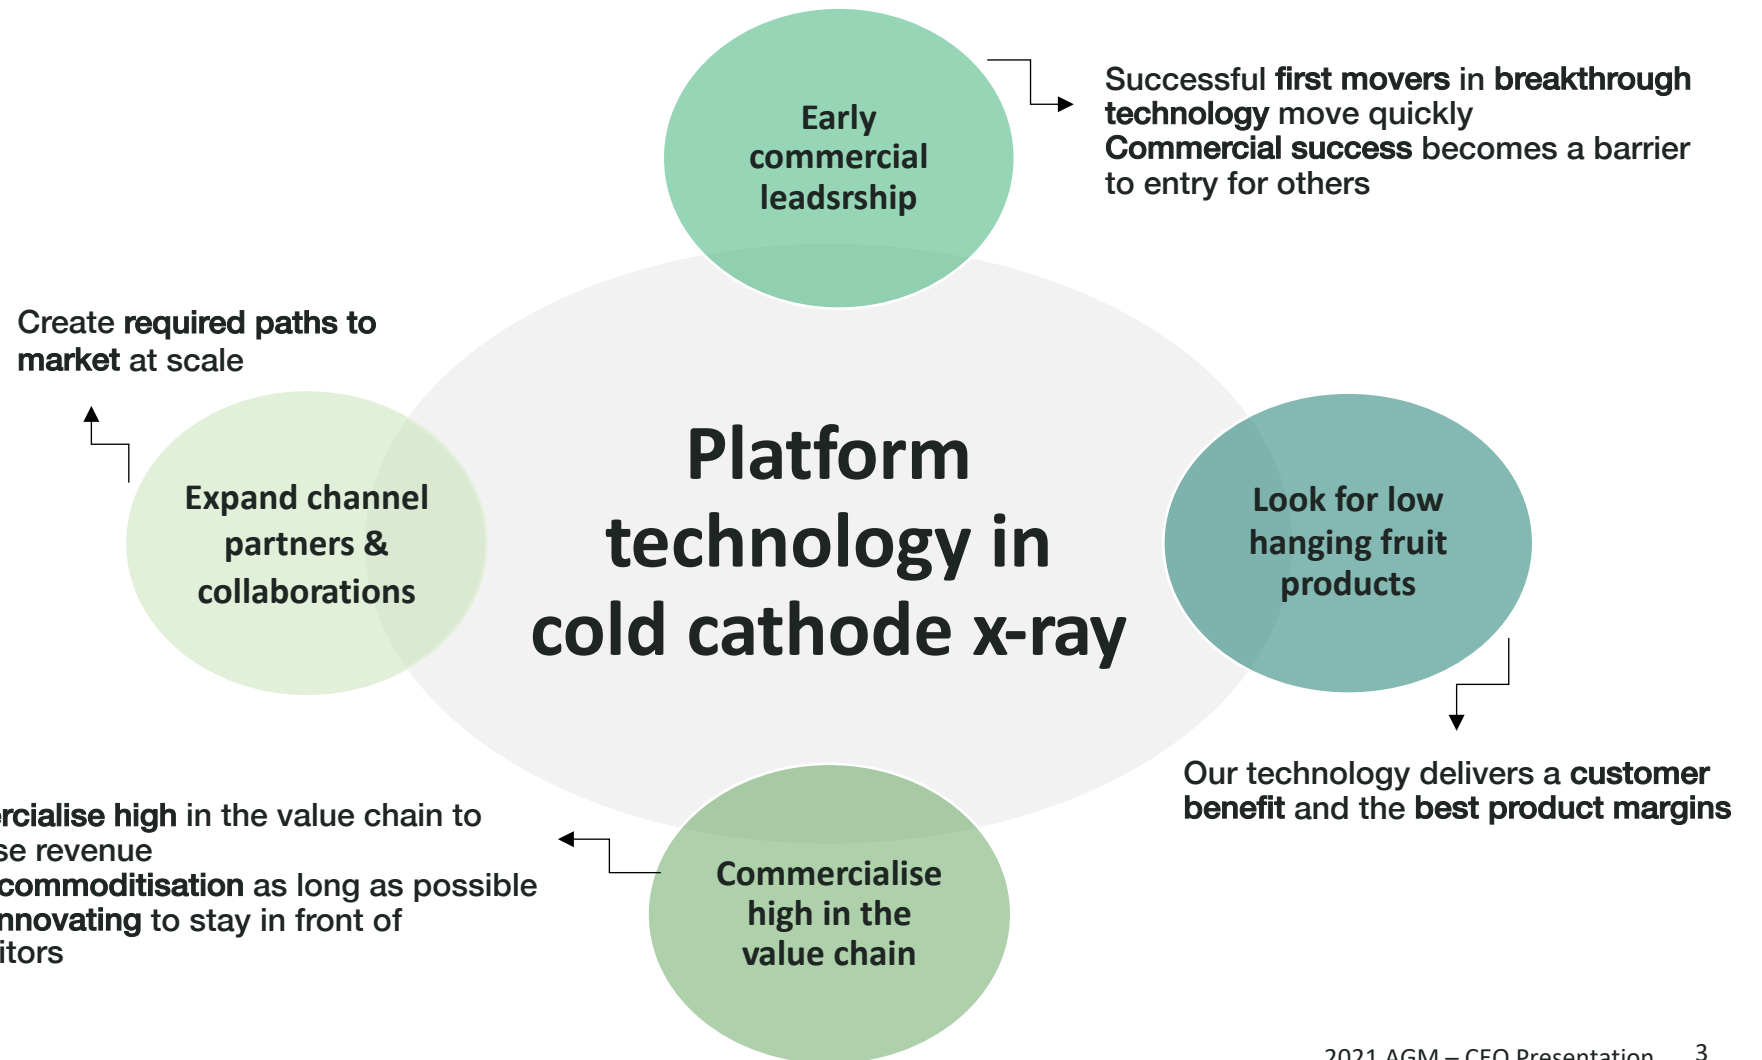 Early
commercial
leadsrship
Successful first movers in breakthrough
technology move quickly
Commercial success becomes a barrier
to entry for others
Create required paths to
market at scale
Expand channel
partners &
collaborations
Platform
technology in
cold cathode x-ray
Look for low
hanging fruit
products
Our technology delivers a customer
benefit and the best product margins
high in the value chain to
revenue
commoditisation as long as possible
to stay in front of
Commercialise
high in the
value chain
2021 AGM – CEO Presentation 3